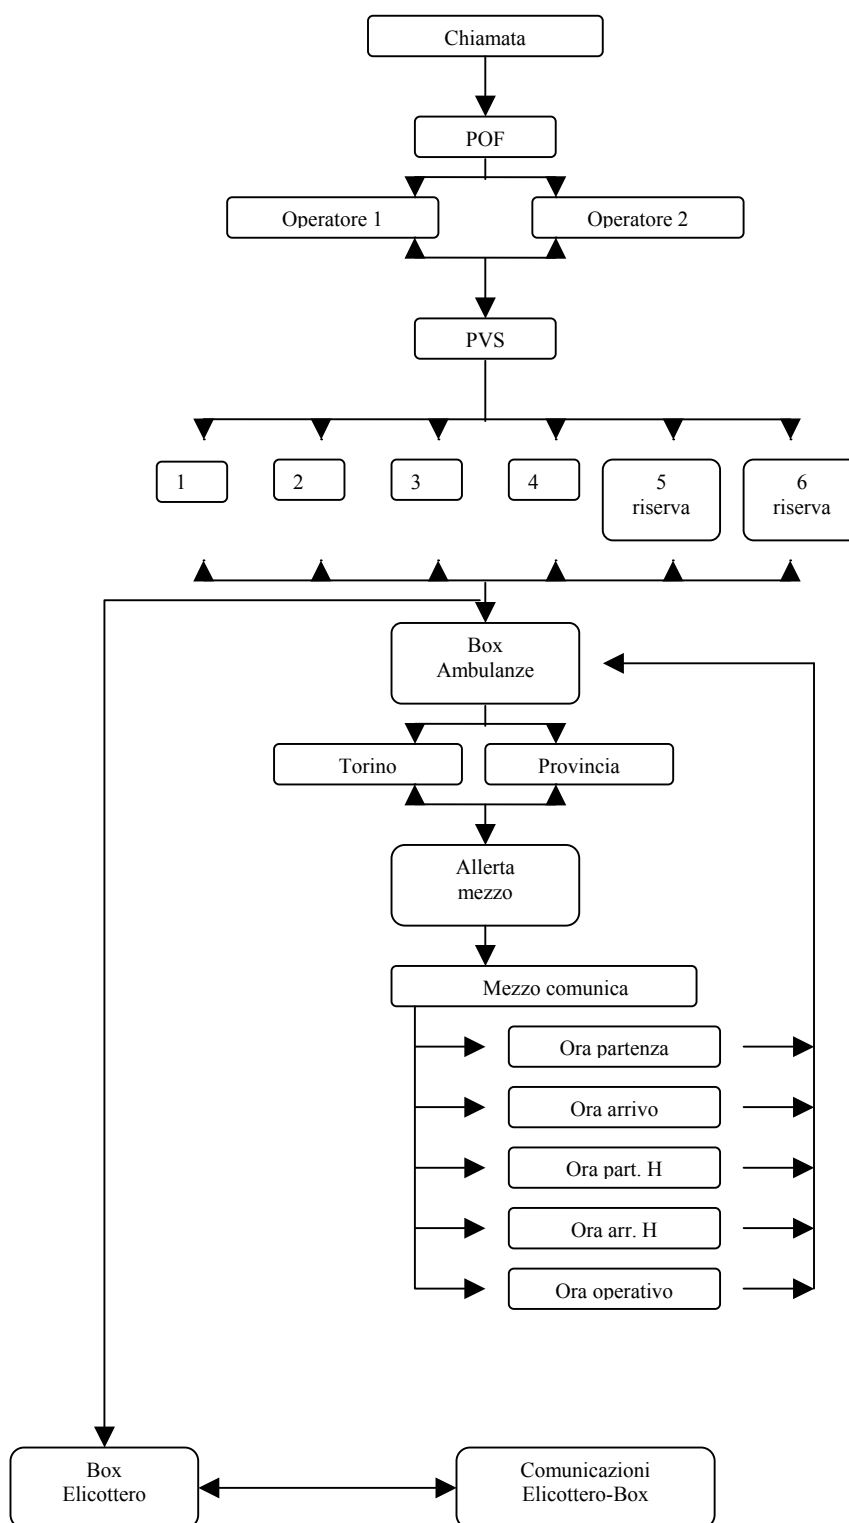 Chiamata
POF
Operatore 1
Operatore 2
PVS
1
2
3
4
5
riserva
6
riserva
Box
Ambulanze
Torino
Provincia
Allerta
mezzo
Mezzo comunica
Ora partenza
Ora arrivo
Ora part. H
Ora arr. H
Ora operativo
Box
Elicottero
Comunicazioni
Elicottero-Box